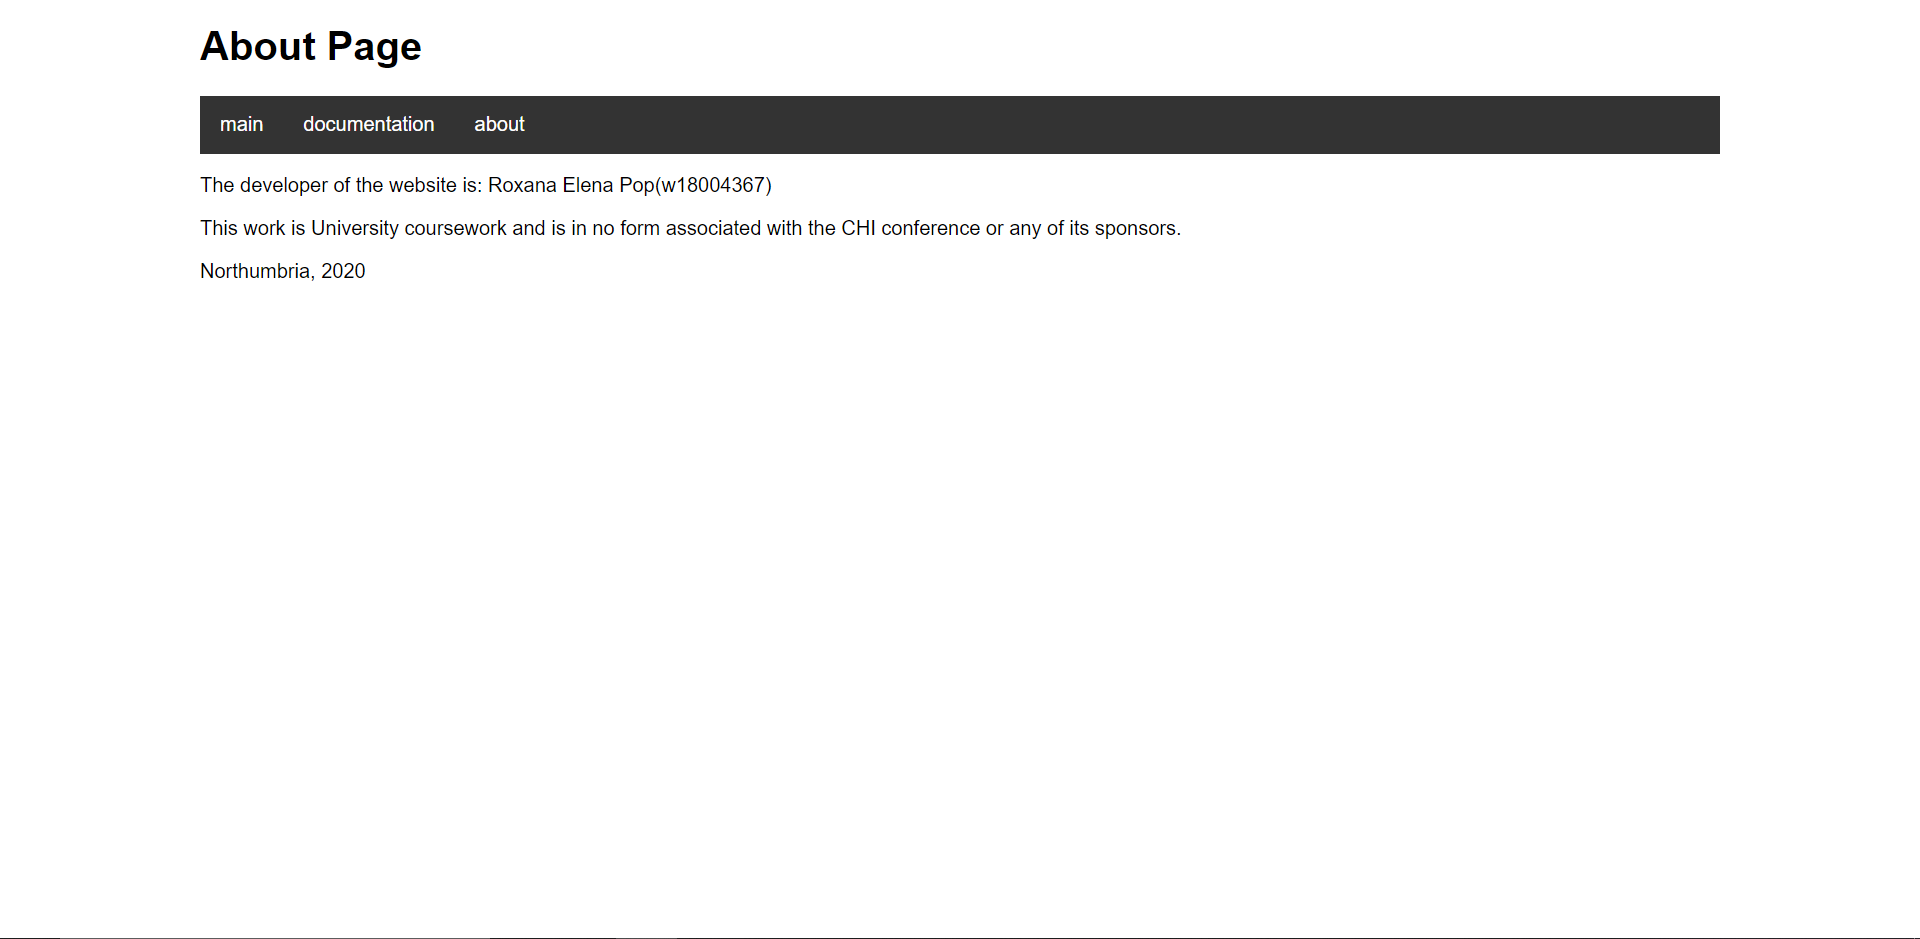 About Page
main documentation about
The developer of the website is: Roxana Elena Pop(w18004367)
This work is University coursework and is in no form associated with the CHI conference or any of its sponsors.
Northumbria, 2020